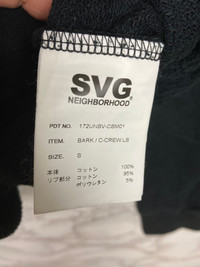 SVG
NEIGHBORHOOD®
PDT NO. 172UNBV-CSM01
ITEM. BARK / C-CREW.LS
SIZE. S
本体 コットン 100%
リブ部分 コットン 95%
ポリウレタン 5%